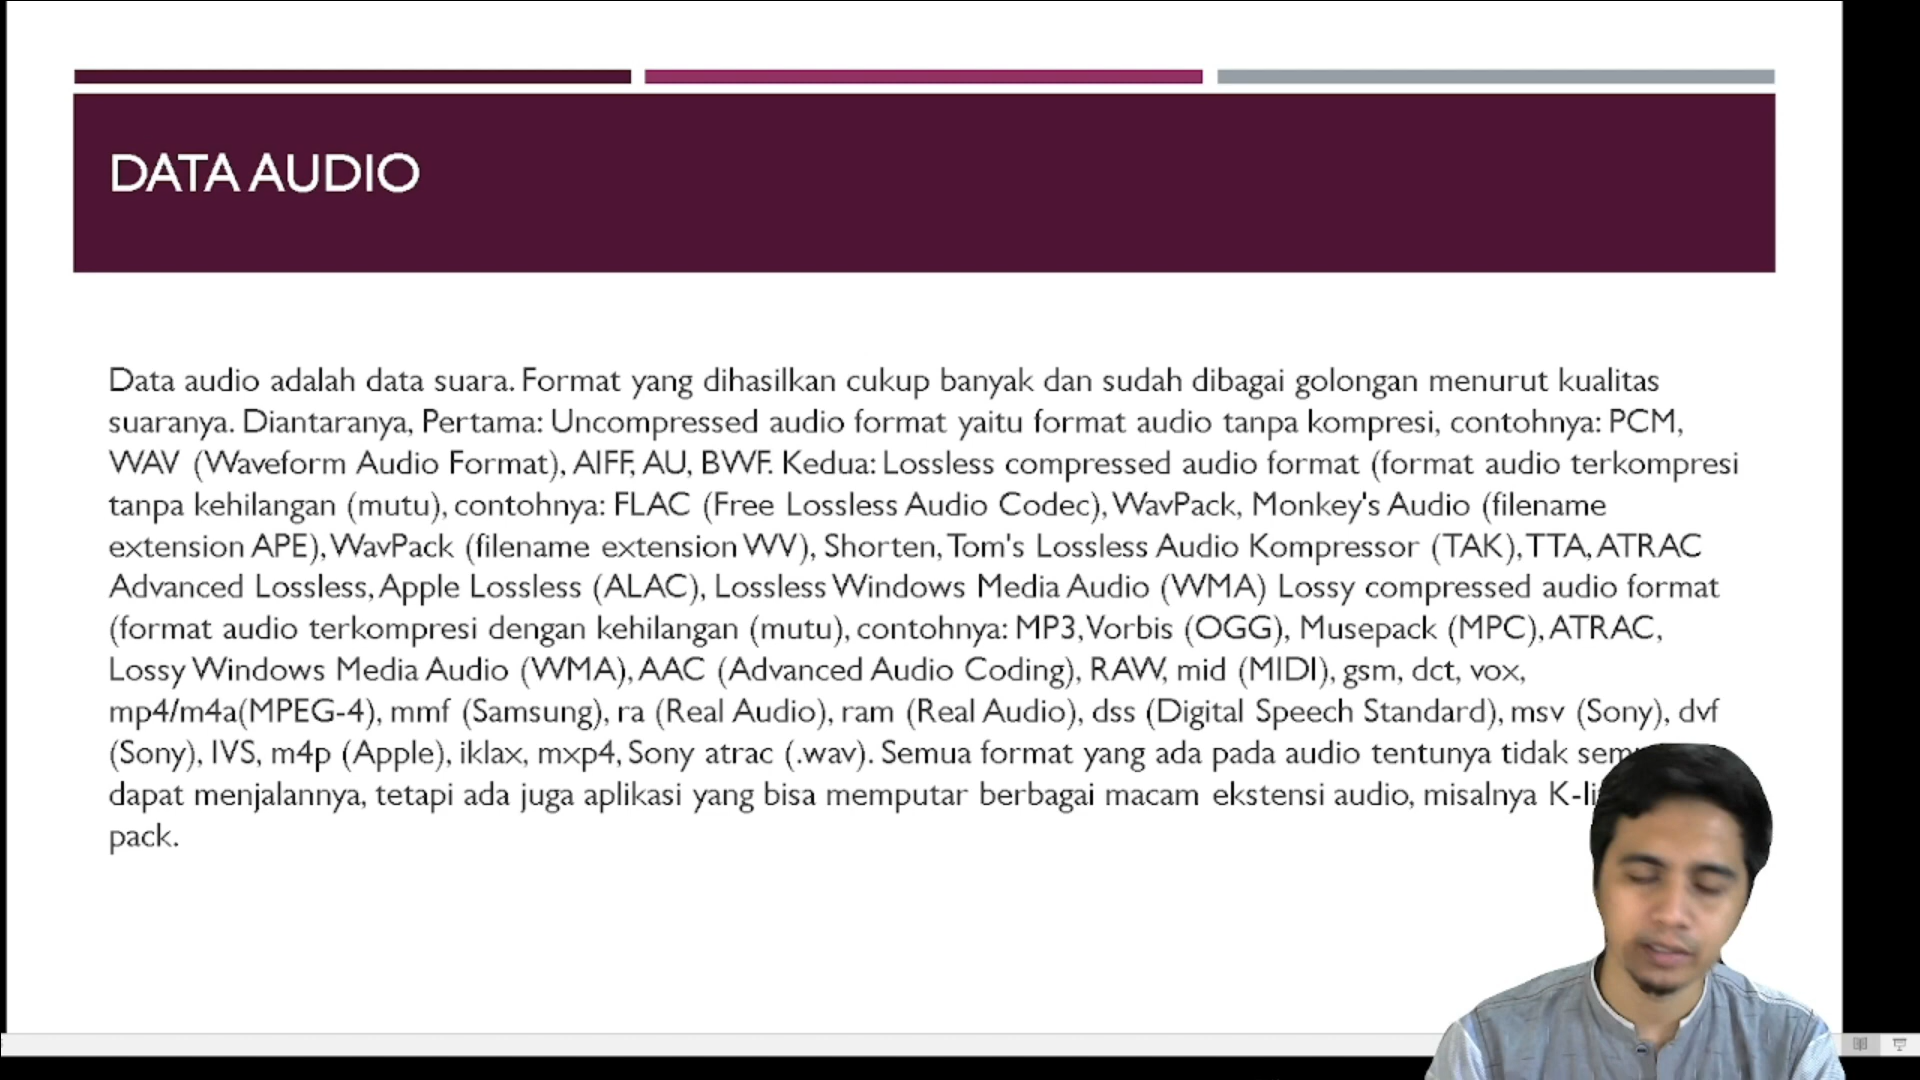 DATA AUDIO
Data audio adalah data suara. Format yang dihasilkan cukup banyak dan sudah dibagai golongan menurut kualitas
suaranya. Diantaranya, Pertama: Uncompressed audio format yaitu format audio tanpa kompresi, contohnya: PCM,
WAV (Waveform Audio Format), AIFF, AU, BWF. Kedua: Lossless compressed audio format (format audio terkompresi
tanpa kehilangan (mutu), contohnya: FLAC (Free Lossless Audio Codec), WavPack, Monkey's Audio (filename
extension APE), WavPack (filename extension WV), Shorten, Tom's Lossless Audio Kompressor (TAK), TTA, ATRAC
Advanced Lossless, Apple Lossless (ALAC), Lossless Windows Media Audio (WMA) Lossy compressed audio format
(format audio terkompresi dengan kehilangan (mutu), contohnya: MP3, Vorbis (OGG), Musepack (MPC), ATRAC,
Lossy Windows Media Audio (WMA), AAC (Advanced Audio Coding), RAW, mid (MIDI), gsm, dct, vox,
mp4/m4a(MPEG-4), mmf (Samsung), ra (Real Audio), ram (Real Audio), dss (Digital Speech Standard), msv (Sony), dvf
(Sony), IVS, m4p (Apple), iklax, mxp4, Sony atrac (.wav). Semua format yang ada pada audio tentunya tidak
dapat menjalannya, tetapi ada juga aplikasi yang bisa memputar berbagai macam ekstensi audio, misalnya
pack.